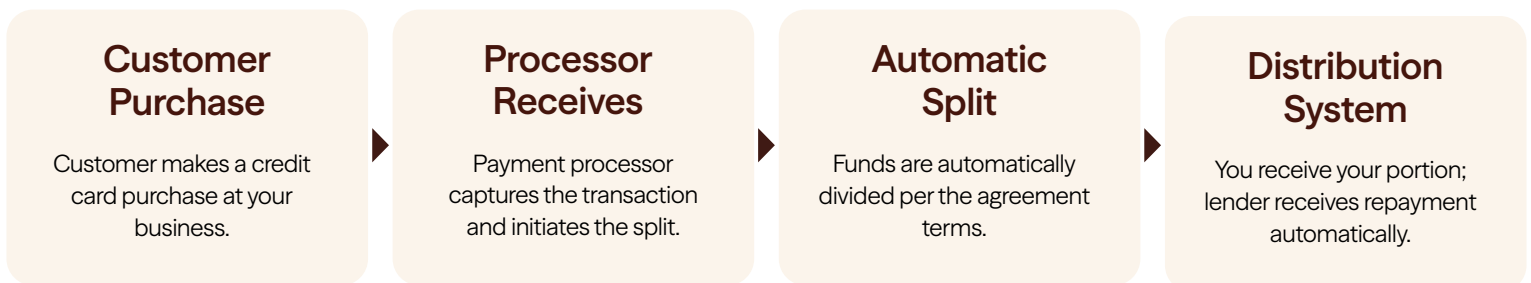 Customer
Purchase
Customer makes a credit
card purchase at your
business.
Processor
Receives
Payment processor
captures the transaction
and initiates the split.
Automatic
Split
Funds are automatically
divided per the agreement
terms.
Distribution
System
You receive your portion;
lender receives repayment
automatically.